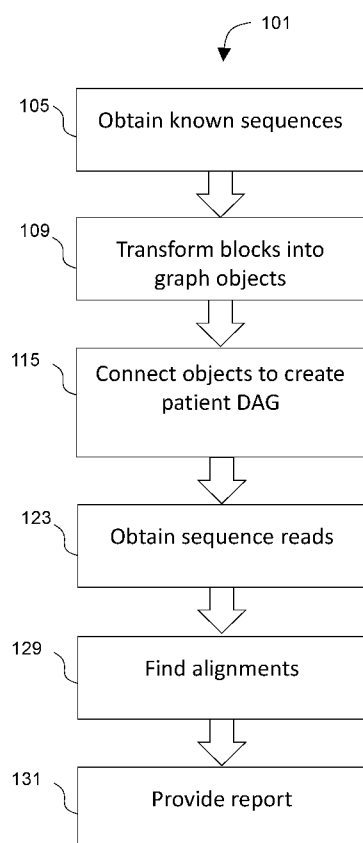 101
105
Obtain known sequences
109
Transform blocks into
graph objects
115
Connect objects to create
patient DAG
123
Obtain sequence reads
129
Find alignments
131
Provide report